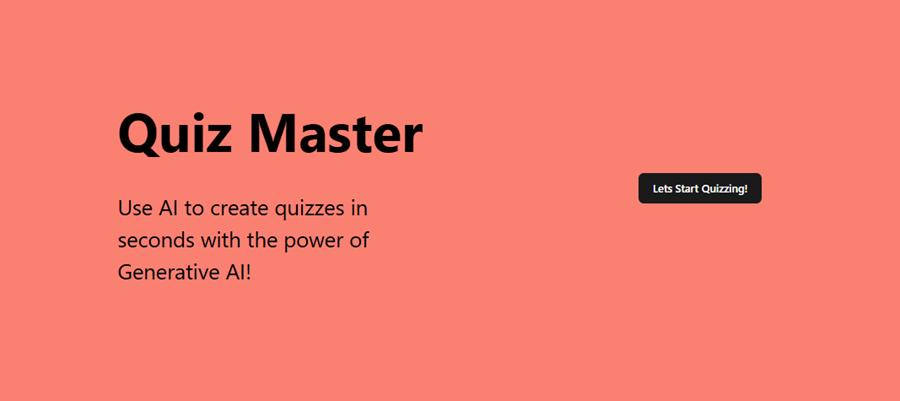 Quiz Master
Use AI to create quizzes in
seconds with the power of
Generative AI!
Lets Start Quizzing!